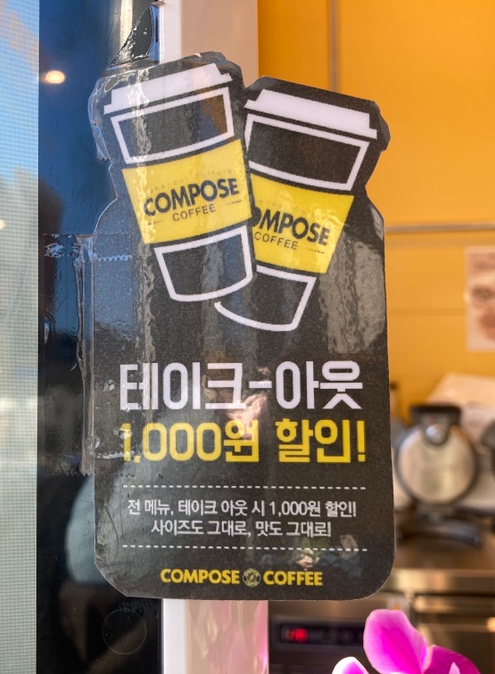 COMPOSE
COFFEE
COMPOSE
COFFEE
테이크-아웃
1,000원 할인!
전 메뉴, 테이크 아웃 시 1,000원 할인!
사이즈도 그대로, 맛도 그대로!
COMPOSE COFFEE